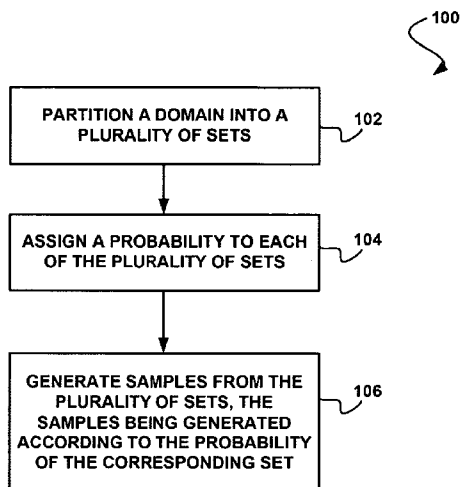 100
PARTITION A DOMAIN INTO A
PLURALITY OF SETS
102
ASSIGN A PROBABILITY TO EACH
OF THE PLURALITY OF SETS
104
GENERATE SAMPLES FROM THE
PLURALITY OF SETS, THE
SAMPLES BEING GENERATED
ACCORDING TO THE PROBABILITY
OF THE CORRESPONDING SET
106